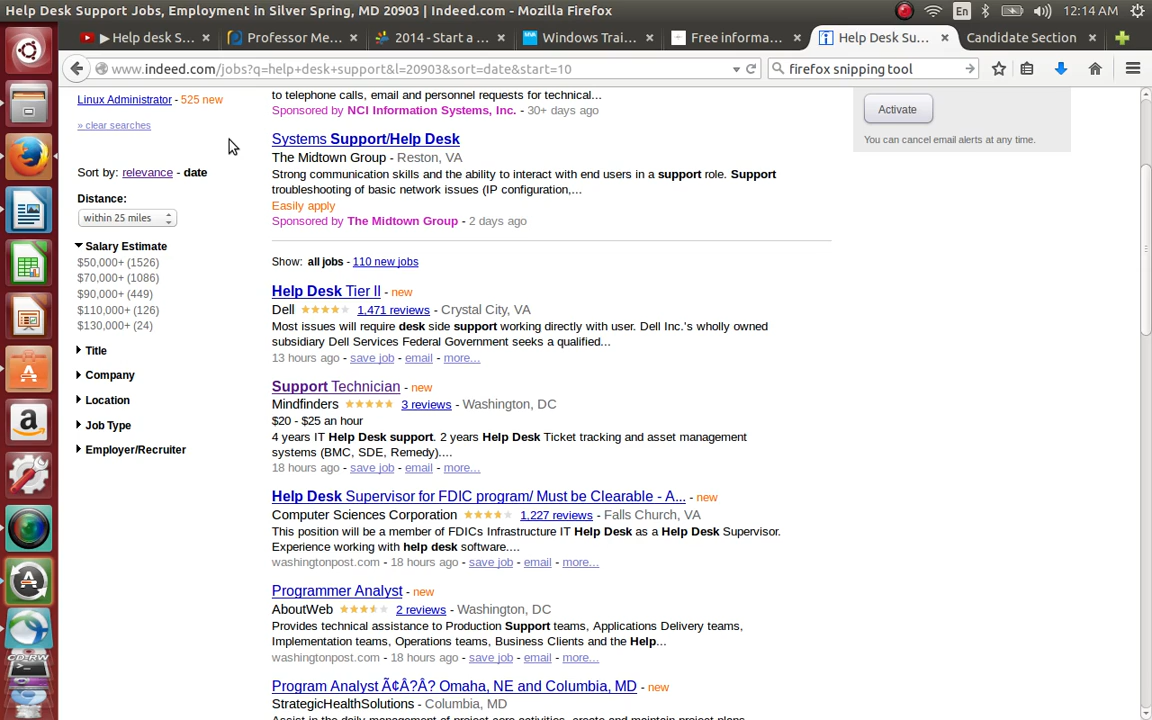 Help Desk Support Jobs, Employment in Silver Spring, MD 20903 | Indeed.com - Mozilla Firefox
En
12:14 AM
▶ Help desk S...
Professor Me...
2014 - Start a ...
Windows Trai...
Free informa...
Help Desk Su...
Candidate Section
www.indeed.com/jobs?q=help+desk+support&l=20903&sort=date&start=10
firefox snipping tool
Linux Administrator - 525 new
» clear searches
Sort by: relevance - date
Distance:
within 25 miles
Salary Estimate
$50,000+ (1526)
$70,000+ (1086)
$90,000+ (449)
$110,000+ (126)
$130,000+ (24)
Title
Company
Location
Job Type
Employer/Recruiter
to telephone calls, email and personnel requests for technical...
Sponsored by NCI Information Systems, Inc. - 30+ days ago
Systems Support/Help Desk
The Midtown Group - Reston, VA
Strong communication skills and the ability to interact with end users in a support role. Support
troubleshooting of basic network issues (IP configuration,...
Easily apply
Sponsored by The Midtown Group - 2 days ago
Show: all jobs - 110 new jobs
Help Desk Tier II - new
Dell 1,471 reviews - Crystal City, VA
Most issues will require desk side support working directly with user. Dell Inc.'s wholly owned
subsidiary Dell Services Federal Government seeks a qualified...
13 hours ago - save job - email - more...
Support Technician - new
Mindfinders 3 reviews - Washington, DC
$20 - $25 an hour
4 years IT Help Desk support. 2 years Help Desk Ticket tracking and asset management
systems (BMC, SDE, Remedy)....
18 hours ago - save job - email - more...
Help Desk Supervisor for FDIC program/ Must be Clearable - A... - new
Computer Sciences Corporation 1,227 reviews - Falls Church, VA
This position will be a member of FDICs Infrastructure IT Help Desk as a Help Desk Supervisor.
Experience working with help desk software....
washingtonpost.com - 18 hours ago - save job - email - more...
Programmer Analyst - new
AboutWeb 2 reviews - Washington, DC
Provides technical assistance to Production Support teams, Applications Delivery teams,
Implementation teams, Operations teams, Business Clients and the Help...
washingtonpost.com - 18 hours ago - save job - email - more...
Program Analyst Ã¢Â?Â? Omaha, NE and Columbia, MD - new
StrategicHealthSolutions - Columbia, MD
Activate
You can cancel email alerts at any time.
a
CD-RW